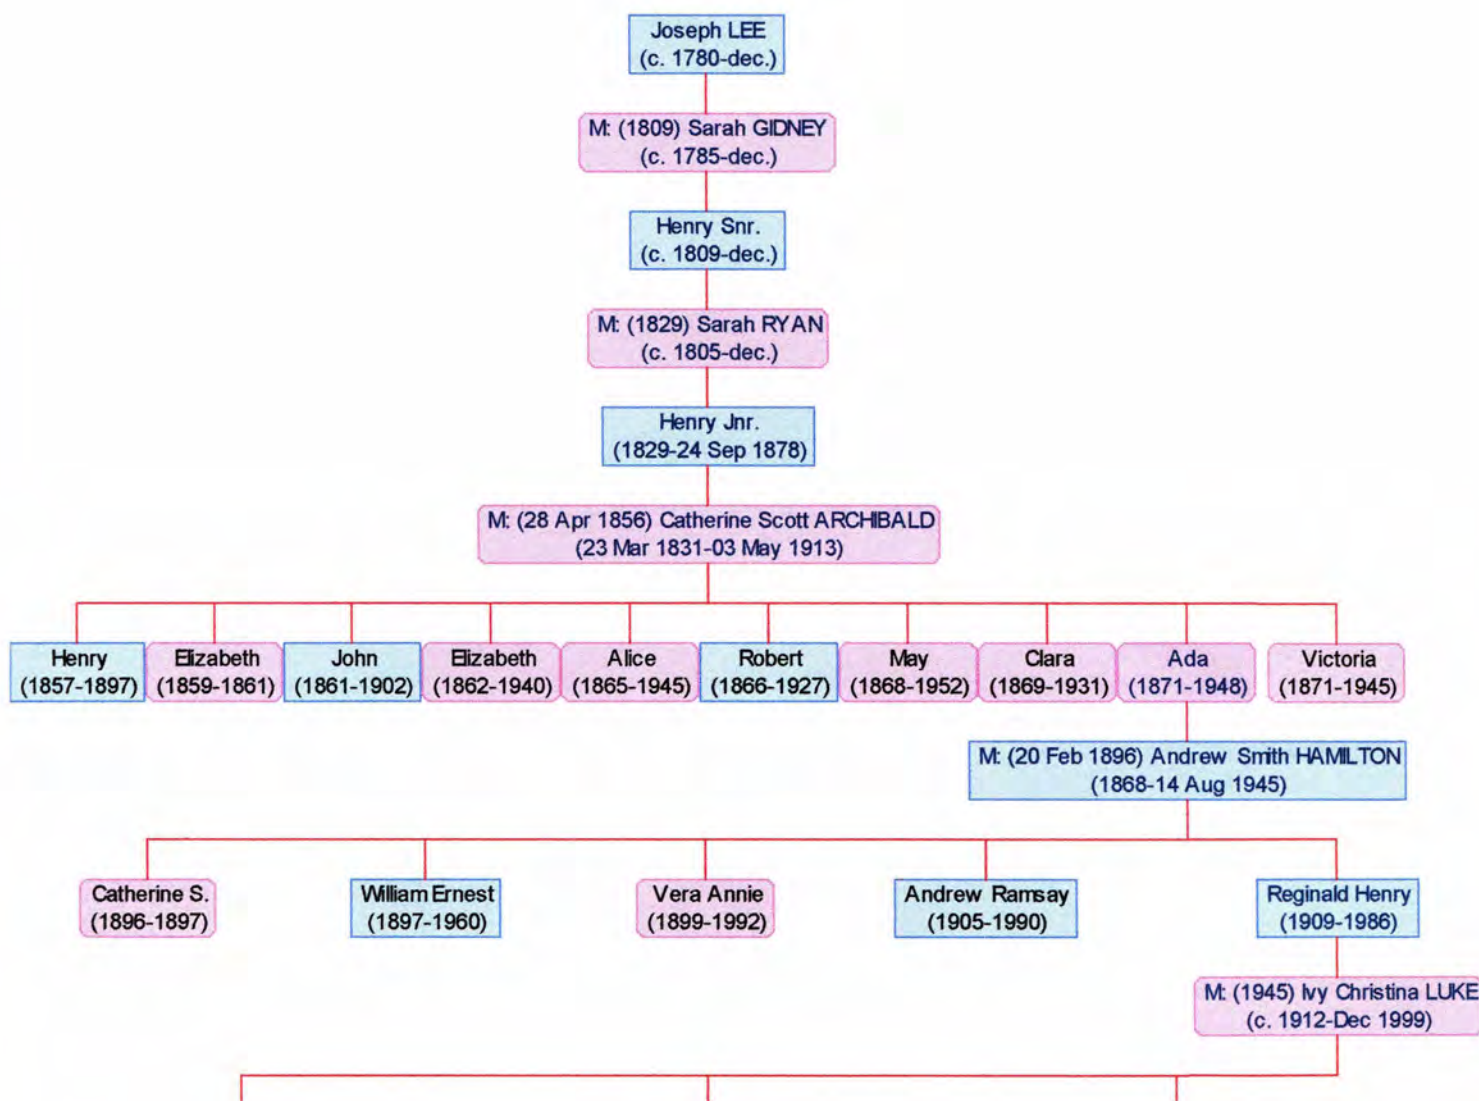 Joseph LEE
(c. 1780-dec.)
M: (1809) Sarah GIDNEY
(c. 1785-dec.)
Henry Snr.
(c. 1809-dec.)
M: (1829) Sarah RYAN
(c. 1805-dec.)
Henry Jnr.
(1829-24 Sep 1878)
M: (28 Apr 1856) Catherine Scott ARCHIBALD
(23 Mar 1831-03 May 1913)
Henry
(1857-1897)
Elizabeth
(1859-1861)
John
(1861-1902)
Elizabeth
(1862-1940)
Alice
(1865-1945)
Robert
(1866-1927)
May
(1868-1952)
Clara
(1869-1931)
Ada
(1871-1948)
Victoria
(1871-1945)
M: (20 Feb 1896) Andrew Smith HAMILTON
(1868-14 Aug 1945)
Catherine S.
(1896-1897)
William Ernest
(1897-1960)
Vera Annie
(1899-1992)
Andrew Ramsay
(1905-1990)
Reginald Henry
(1909-1986)
M: (1945) Ivy Christina LUKE
(c. 1912-Dec 1999)